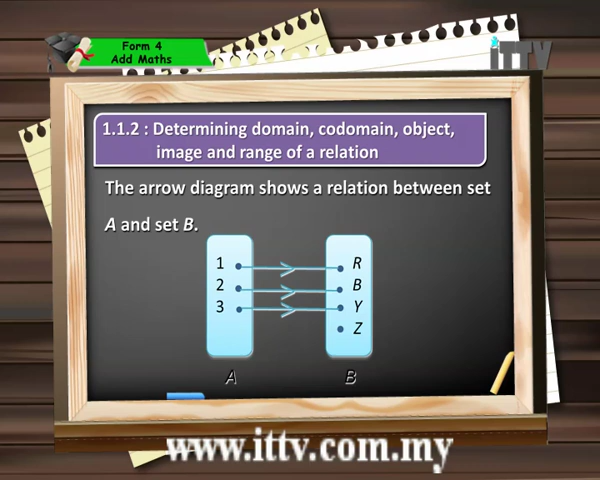 Form 4
Add Maths
iTTV
1.1.2 : Determining domain, codomain, object,
image and range of a relation
The arrow diagram shows a relation between set
A and set B.
1 R
2 B
3 Y
Z
A B
www.ittv.com.my